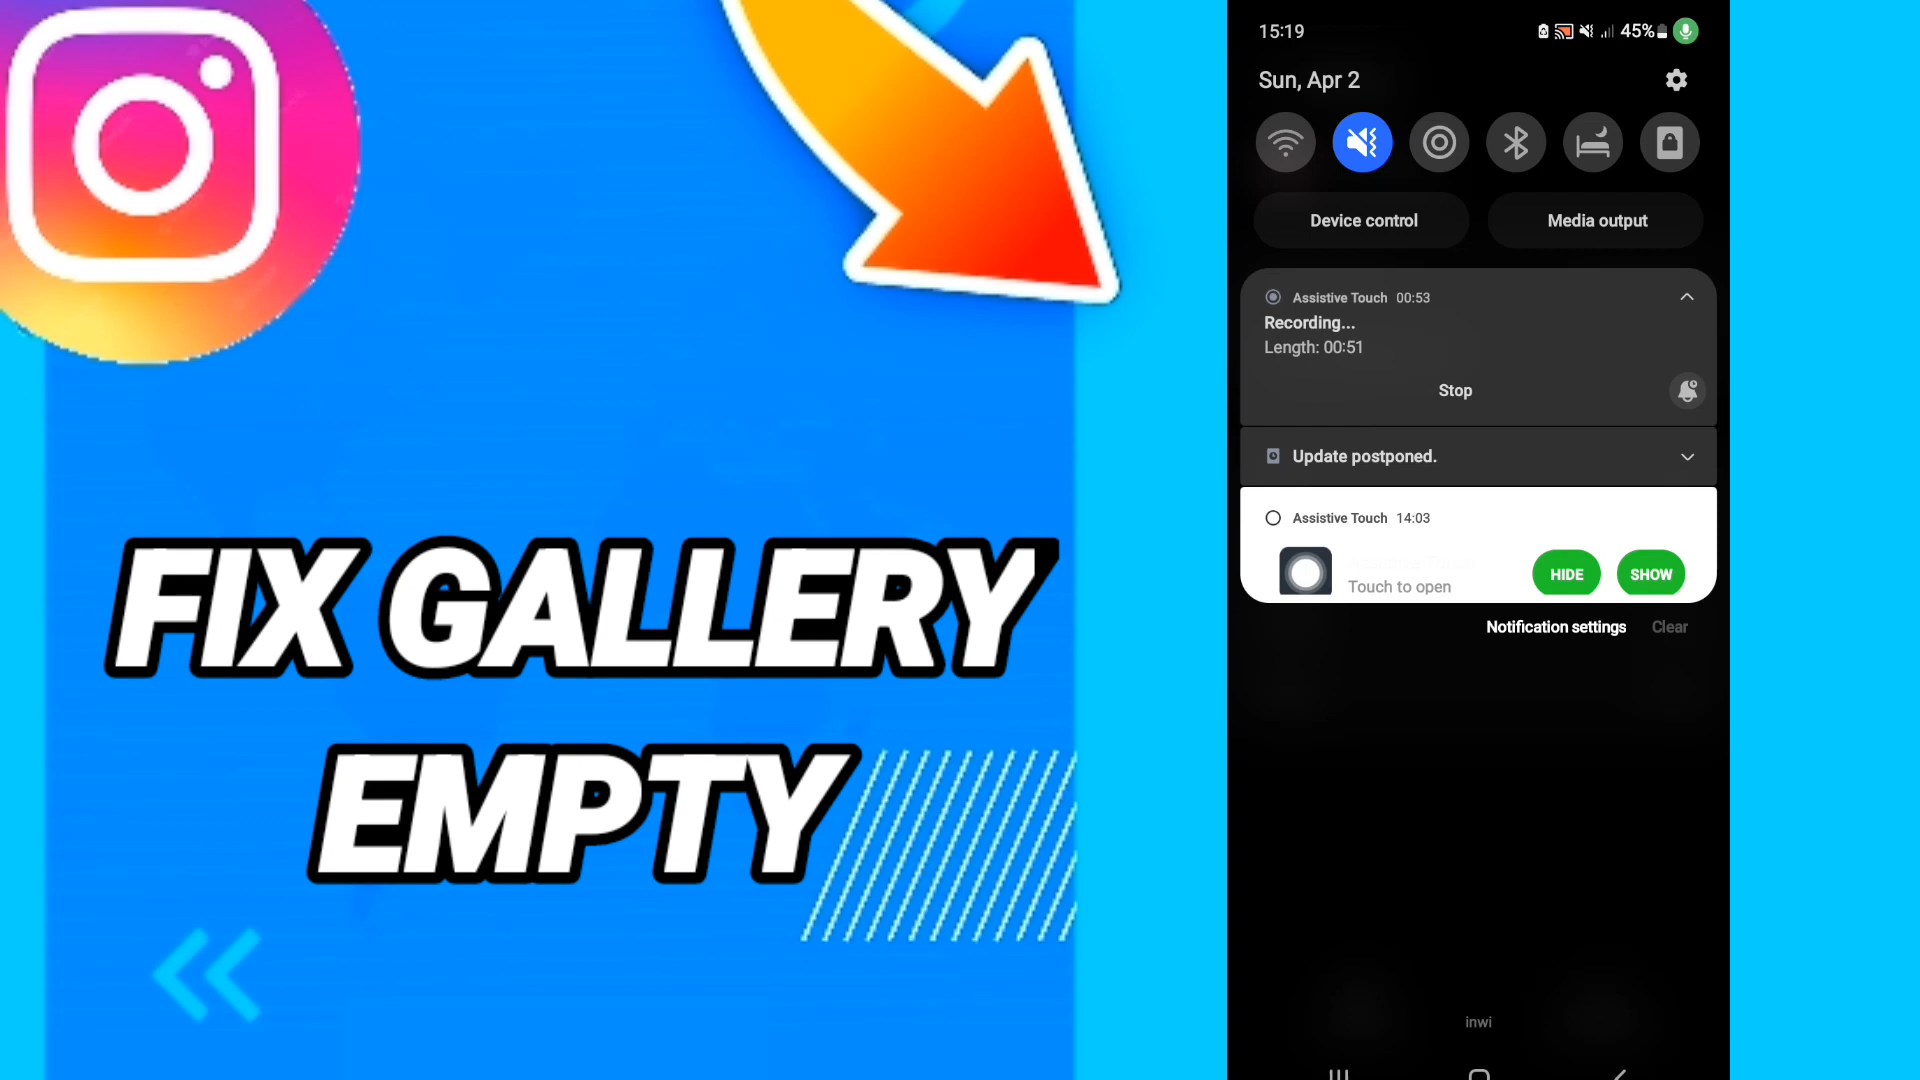 FIX GALLERY
EMPTY
15:19
45%
Sun, Apr 2
Device control
Media output
Assistive Touch 00:53
Recording...
Length: 00:51
Stop
Update postponed.
Assistive Touch 14:03
Touch to open
HIDE
SHOW
Notification settings
Clear
inwi